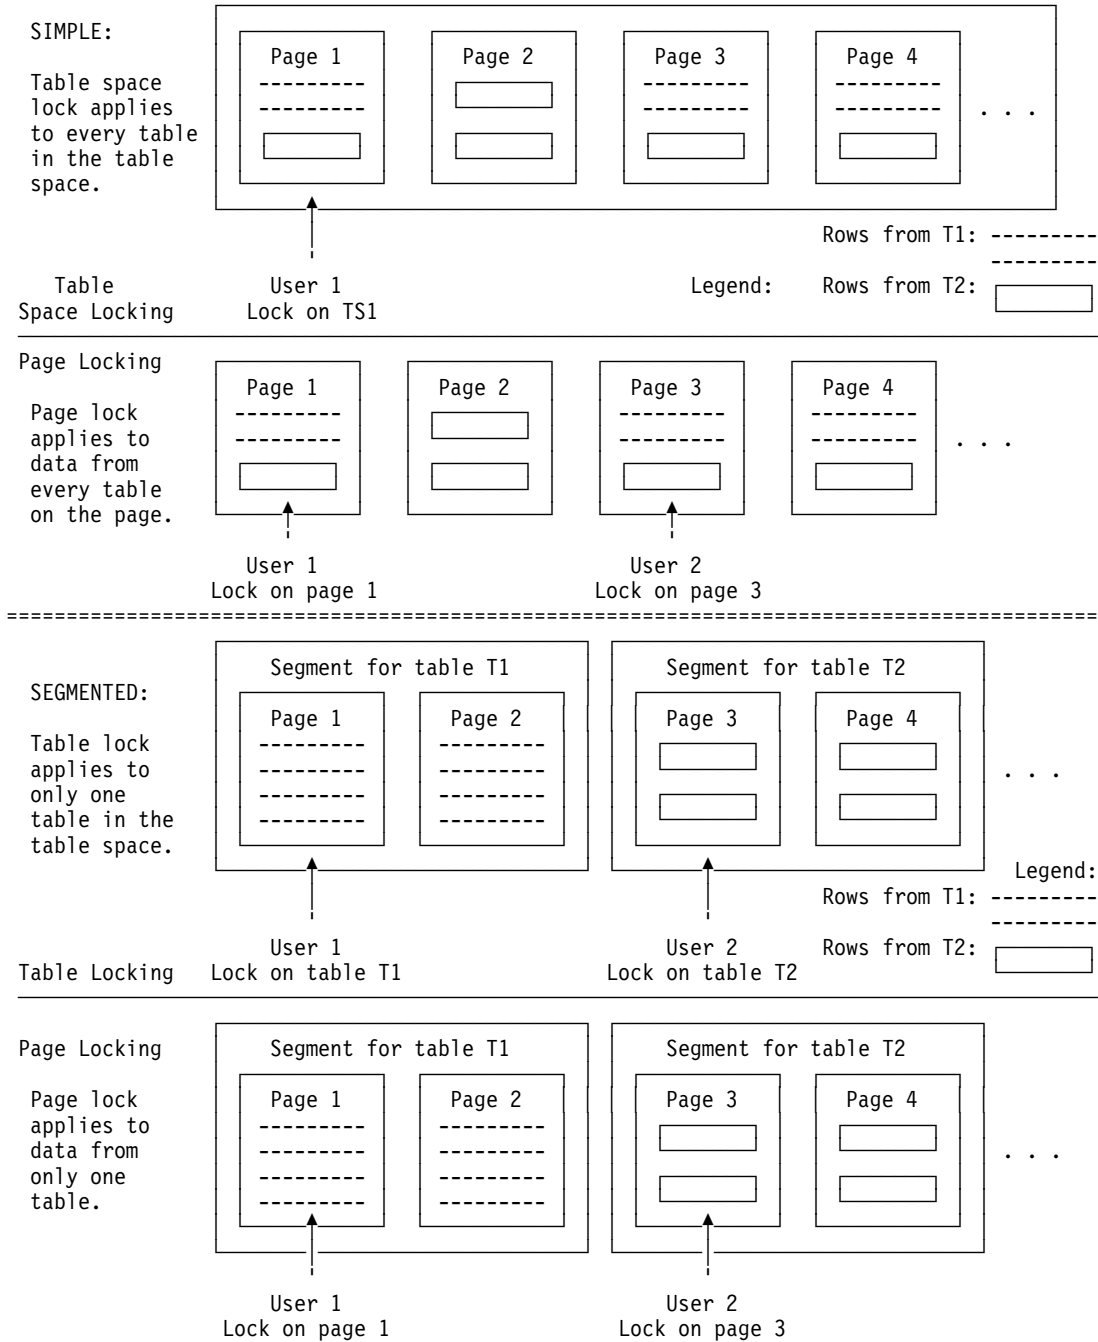 SIMPLE:
Page 1 Page 2 Page 3 Page 4
Table space
lock applies
to every table
in the table
space.
. . .
Rows from T1:
Table User 1 Legend: Rows from T2:
Space Locking Lock on TS1
Page Locking
Page 1 Page 2 Page 3 Page 4
Page lock
applies to
data from
every table
on the page.
. . .
User 1 User 2
Lock on page 1 Lock on page 3
Segment for table T1 Segment for table T2
SEGMENTED:
Page 1 Page 2 Page 3 Page 4
Table lock
applies to
only one
table in the
table space.
. . .
Legend:
Rows from T1:
User 1 User 2 Rows from T2:
Table Locking Lock on table T1 Lock on table T2
Page Locking Segment for table T1 Segment for table T2
Page 1 Page 2 Page 3 Page 4
Page lock
applies to
data from
only one
table.
. . .
User 1 User 2
Lock on page 1 Lock on page 3